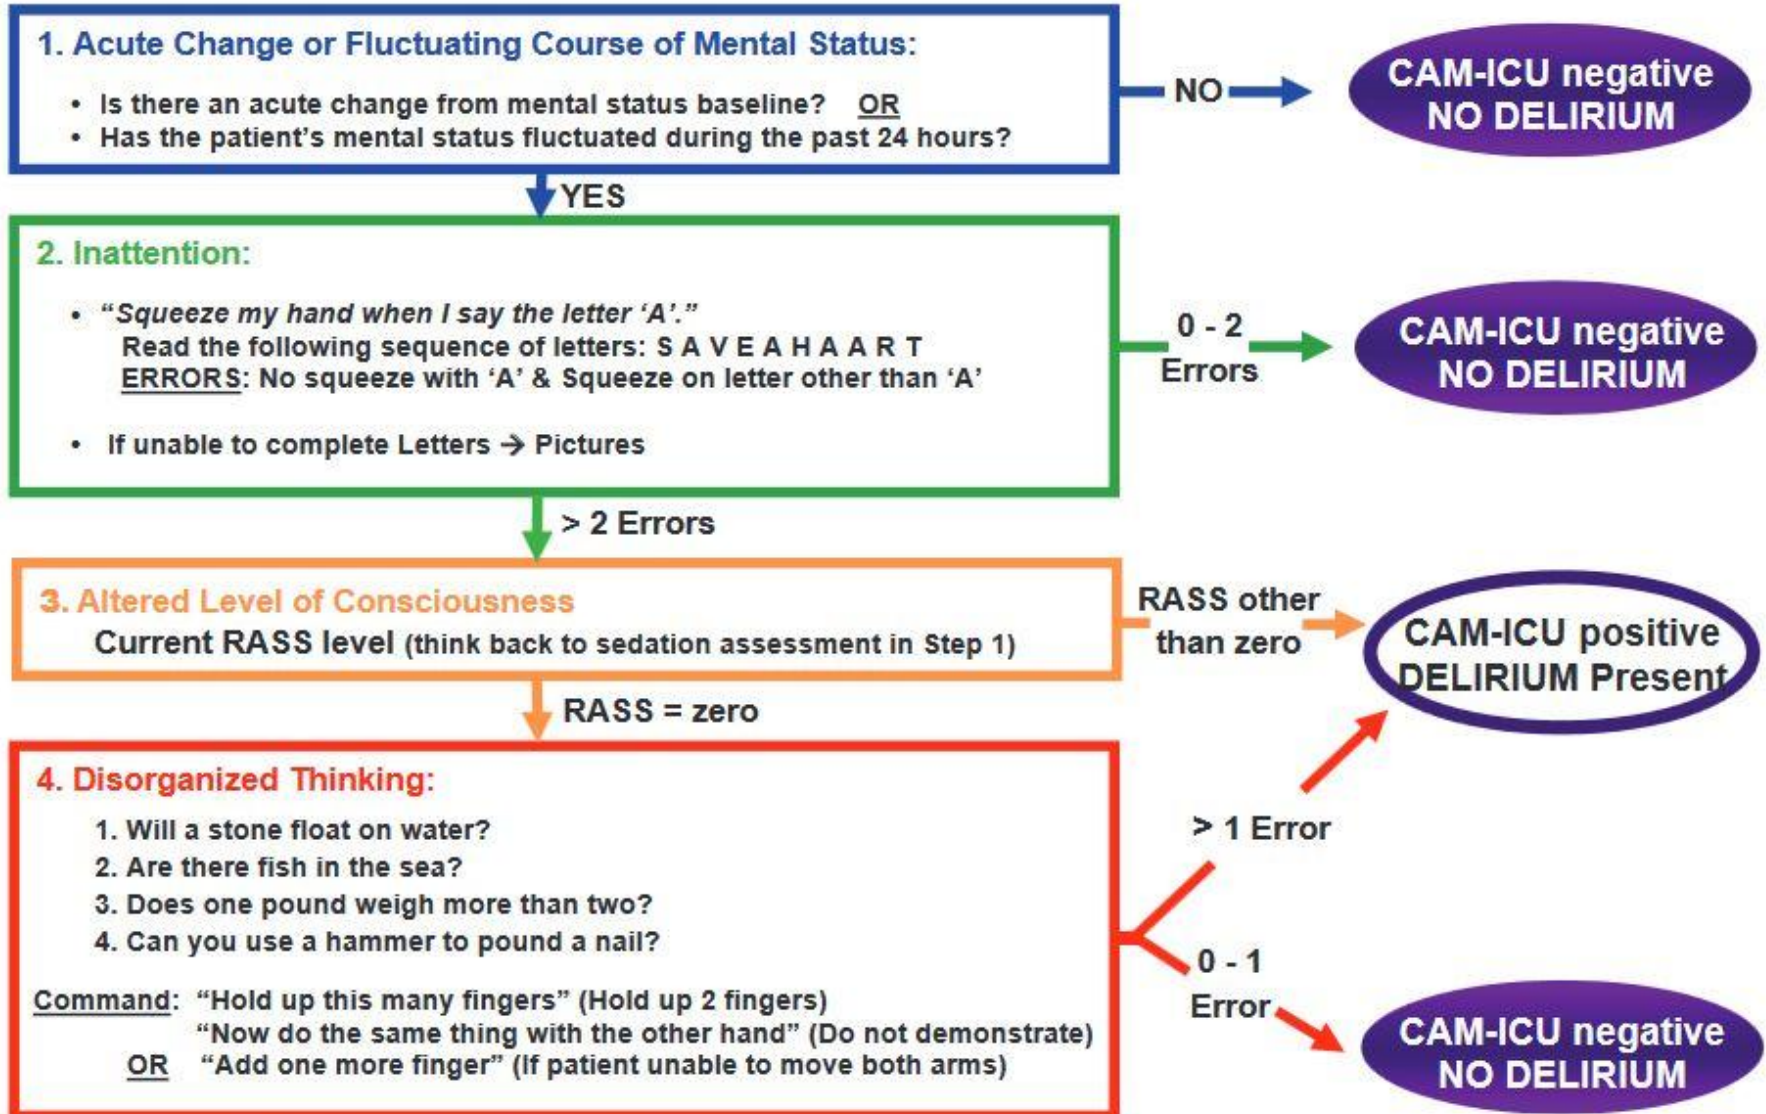 1. Acute Change or Fluctuating Course of Mental Status:
• Is there an acute change from mental status baseline? OR
• Has the patient’s mental status fluctuated during the past 24 hours?
NO
CAM-ICU negative
NO DELIRIUM
YES
2. Inattention:
• “Squeeze my hand when I say the letter ‘A’.”
Read the following sequence of letters: S A V E A H A A R T
ERRORS: No squeeze with ‘A’ & Squeeze on letter other than ‘A’
• If unable to complete Letters → Pictures
0 - 2
Errors
CAM-ICU negative
NO DELIRIUM
> 2 Errors
3. Altered Level of Consciousness
Current RASS level (think back to sedation assessment in Step 1)
RASS other
than zero
CAM-ICU positive
DELIRIUM Present
RASS = zero
4. Disorganized Thinking:
1. Will a stone float on water?
2. Are there fish in the sea?
3. Does one pound weigh more than two?
4. Can you use a hammer to pound a nail?
Command: “Hold up this many fingers” (Hold up 2 fingers)
“Now do the same thing with the other hand” (Do not demonstrate)
OR “Add one more finger” (If patient unable to move both arms)
> 1 Error
0 - 1
Error
CAM-ICU negative
NO DELIRIUM